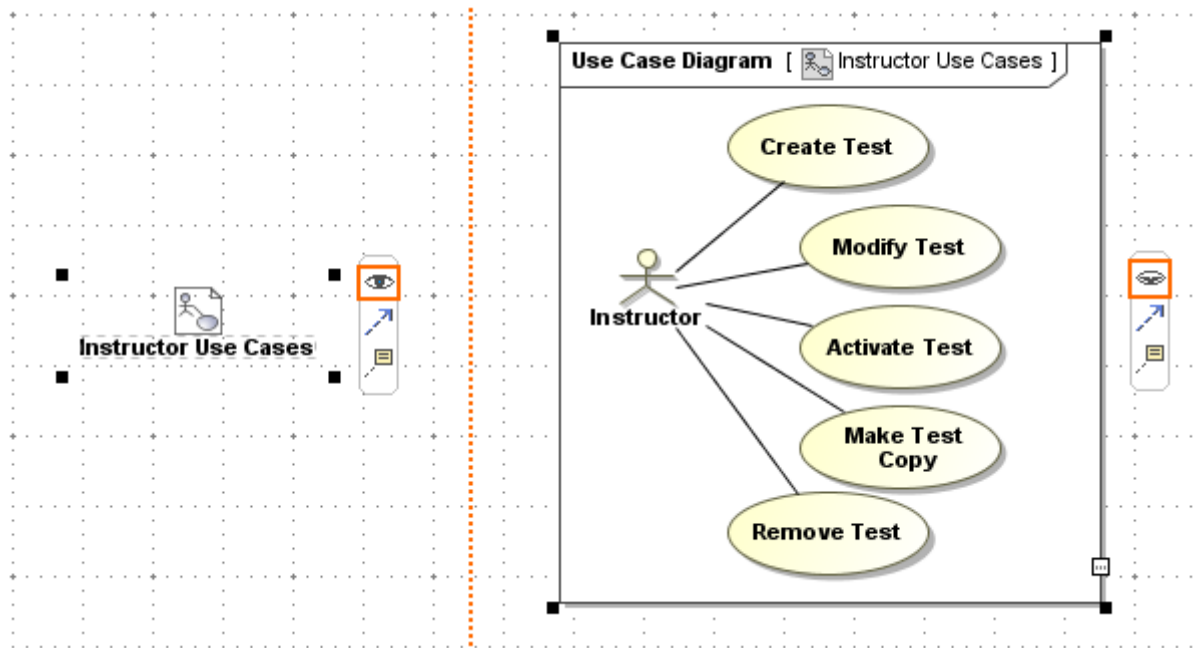 Instructor Use Cases
Use Case Diagram [ Instructor Use Cases ]
Create Test
Modify Test
Instructor
Activate Test
Make Test
Copy
Remove Test